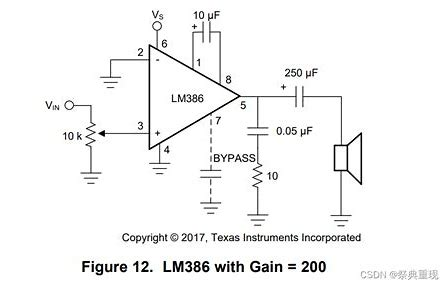 Vs
10 µF
+
6
2
-
1
8
LM386
250 µF
+
VIN
10 k
3
+
7
5
4
0.05 µF
BYPASS
10
Copyright © 2017, Texas Instruments Incorporated
Figure 12. LM386 with Gain = 200
CSDN @祭典重现